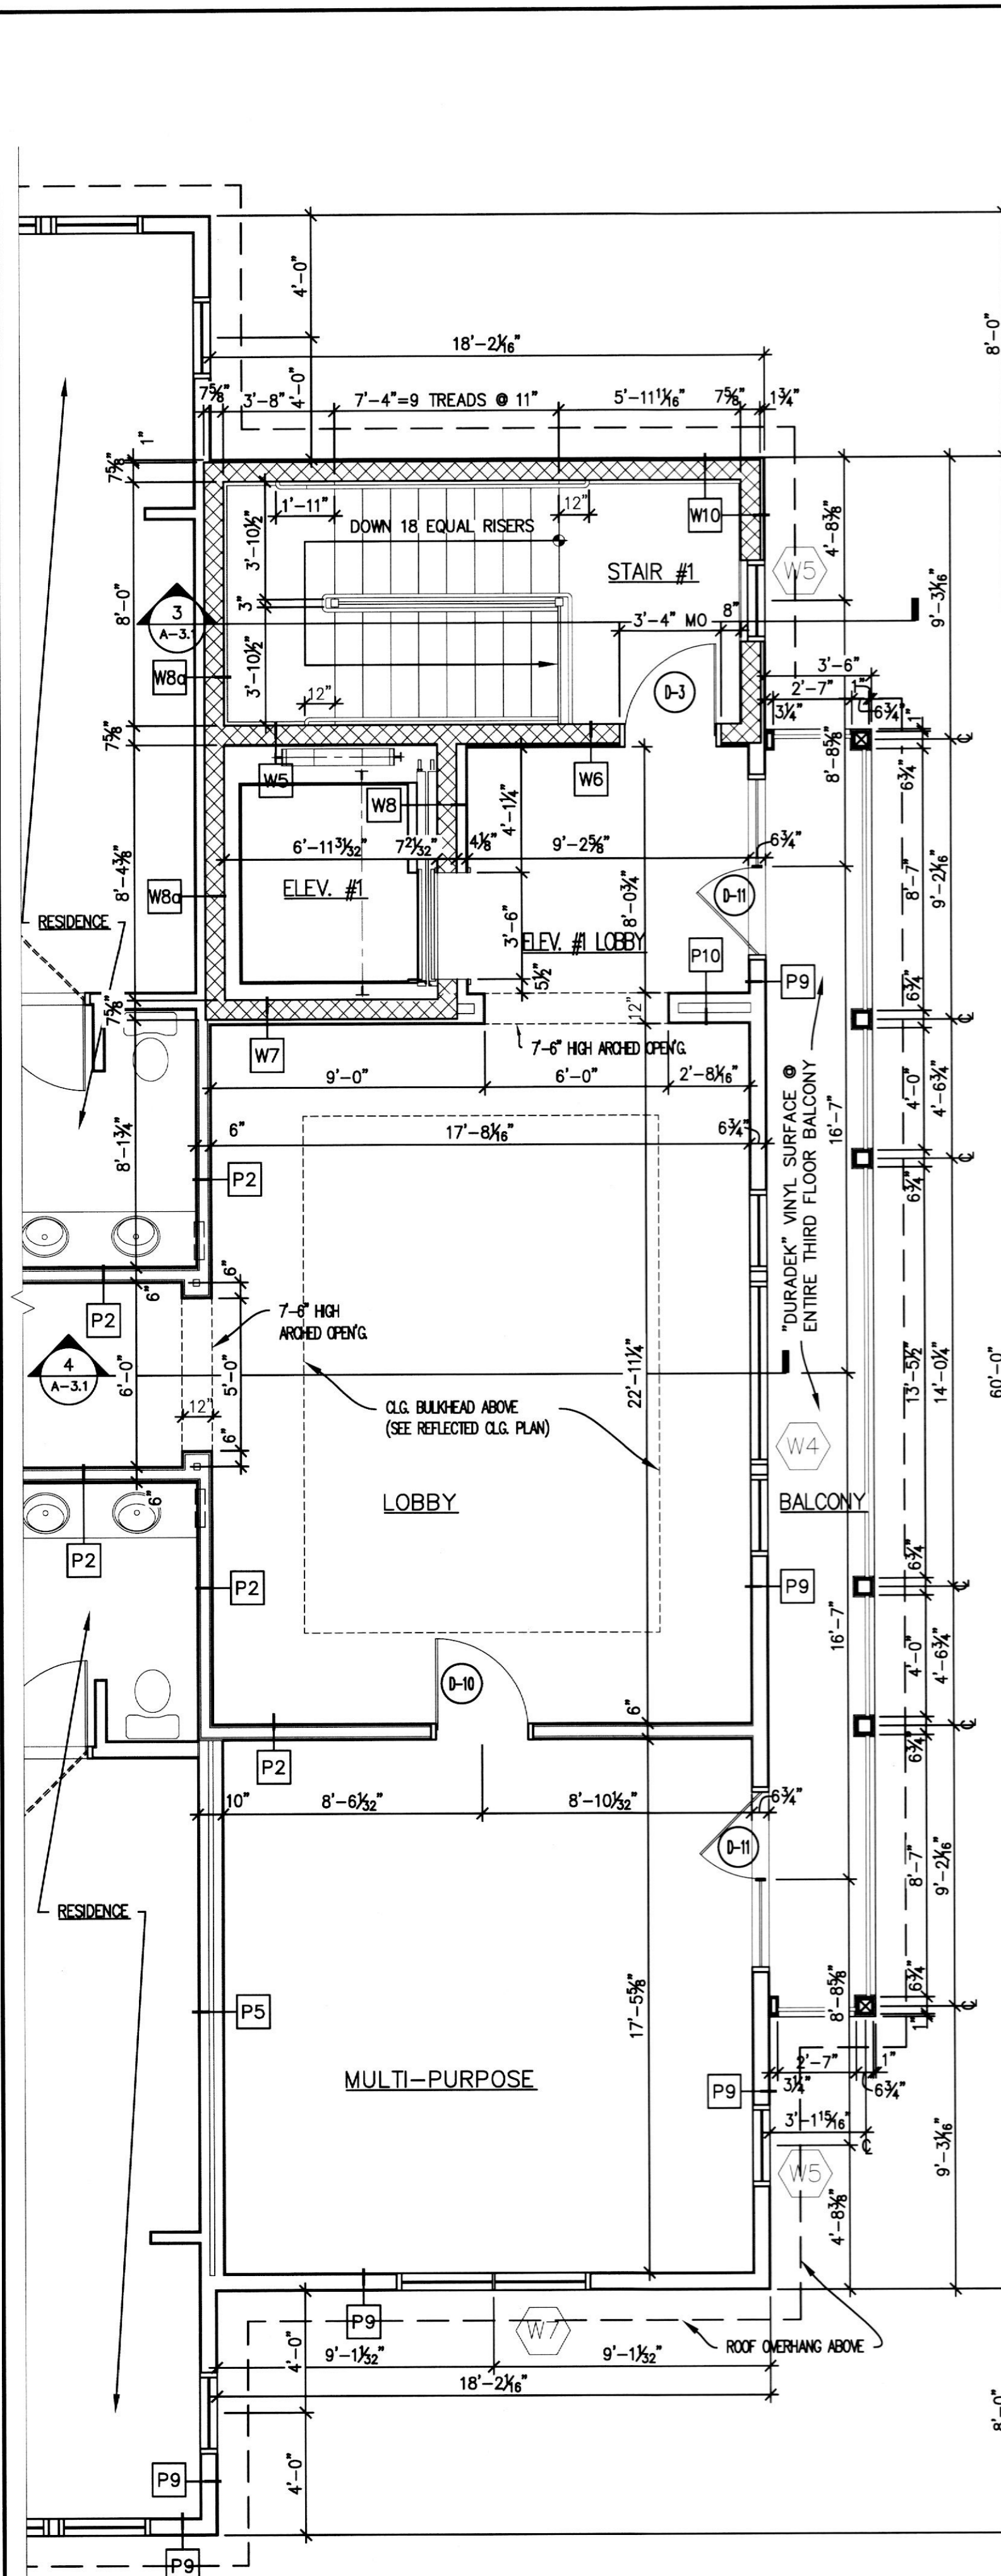 4'-0"
8'-0"
18'-2 1/16"
4'-0"
7 5/8"
3'-8"
7'-4"=9 TREADS @ 11"
5'-11 11/16"
7 5/8"
1 3/4"
1"
7 5/8"
1'-11"
12"
W10
3'-10 1/2"
DOWN 18 EQUAL RISERS
STAIR #1
W5
4'-8 3/8"
9'-3 1/16"
8'-0"
3
A-3.1
3"
3'-4" MO
8"
3'-6"
W8a
3'-10 1/2"
12"
D-3
2'-7"
1"
3 1/4"
6 3/4"
1"
7 5/8"
W5
W8
W6
8'-8 5/8"
6 3/4"
4'-1 1/4"
6'-11 31/32"
7 21/32"
4 1/8"
9'-2 5/8"
6 3/4"
8'-4 3/8"
W8a
ELEV. #1
3'-6"
8'-0 3/4"
D-11
8'-7"
9'-2 1/16"
RESIDENCE
ELEV. #1 LOBBY
P10
P9
5 1/2"
6 3/4"
7 5/8"
12"
W7
7'-6" HIGH ARCHED OPEN'G.
9'-0"
6'-0"
2'-8 1/16"
4'-0"
4'-6 3/4"
8'-1 3/4"
6"
17'-8 1/16"
6 3/4"
16'-7"
6 3/4"
P2
"DURADEK" VINYL SURFACE @
ENTIRE THIRD FLOOR BALCONY
6"
6"
P2
7'-6" HIGH
ARCHED OPEN'G.
4
A-3.1
6'-0"
5'-0"
22'-11 1/4"
13'-5 1/2"
14'-0 1/4"
60'-0"
12"
6"
CLG. BULKHEAD ABOVE
(SEE REFLECTED CLG. PLAN)
W4
6"
P2
LOBBY
BALCONY
P2
P9
6 3/4"
16'-7"
4'-0"
4'-6 3/4"
D-10
6"
6 3/4"
P2
10"
8'-6 1/32"
8'-10 1/32"
6 3/4"
D-11
8'-7"
9'-2 1/16"
RESIDENCE
P5
17'-5 5/8"
8'-8 5/8"
6 3/4"
1"
MULTI-PURPOSE
P9
2'-7"
1"
3 1/4"
6 3/4"
3'-1 15/16"
9'-3 1/16"
W5
4'-8 3/8"
P9
W7
ROOF OVERHANG ABOVE
4'-0"
9'-1 1/32"
9'-1 1/32"
18'-2 1/16"
8'-0"
P9
4'-0"
P9